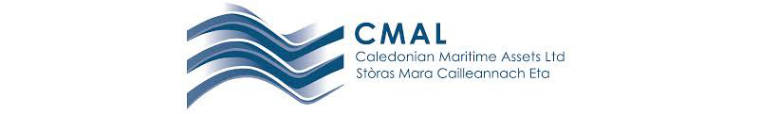 CMAL
Caledonian Maritime Assets Ltd
Stòras Mara Cailleannach Eta